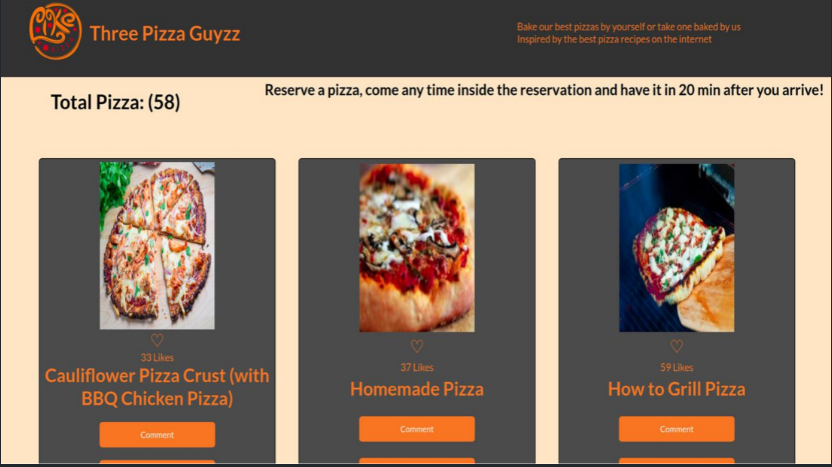 Three Pizza Guyzz
Bake our best pizzas by yourself or take one baked by us
Inspired by the best pizza recipes on the internet
Total Pizza: (58)
Reserve a pizza, come any time inside the reservation and have it in 20 min after you arrive!
33 Likes
Cauliflower Pizza Crust (with
BBQ Chicken Pizza)
Comment
37 Likes
Homemade Pizza
Comment
59 Likes
How to Grill Pizza
Comment